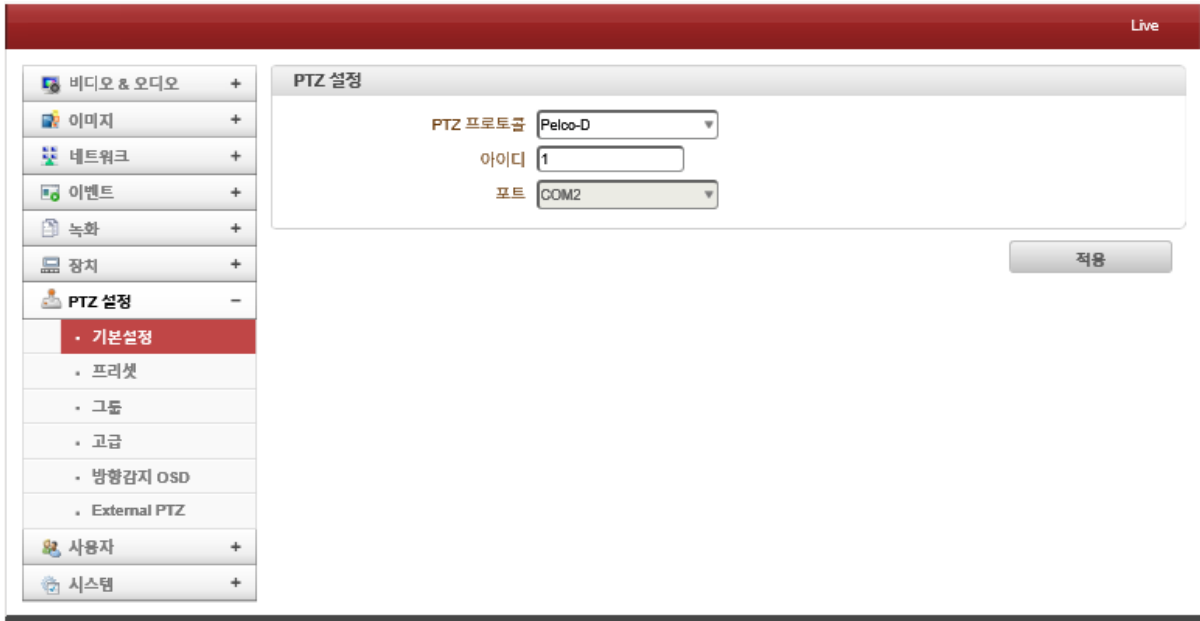 Live
비디오 & 오디오 +
이미지 +
네트워크 +
이벤트 +
녹화 +
장치 +
PTZ 설정 −
· 기본설정
· 프리셋
· 그룹
· 고급
· 방향감지 OSD
· External PTZ
사용자 +
시스템 +
PTZ 설정
PTZ 프로토콜 Pelco-D
아이디 1
포트 COM2
적용